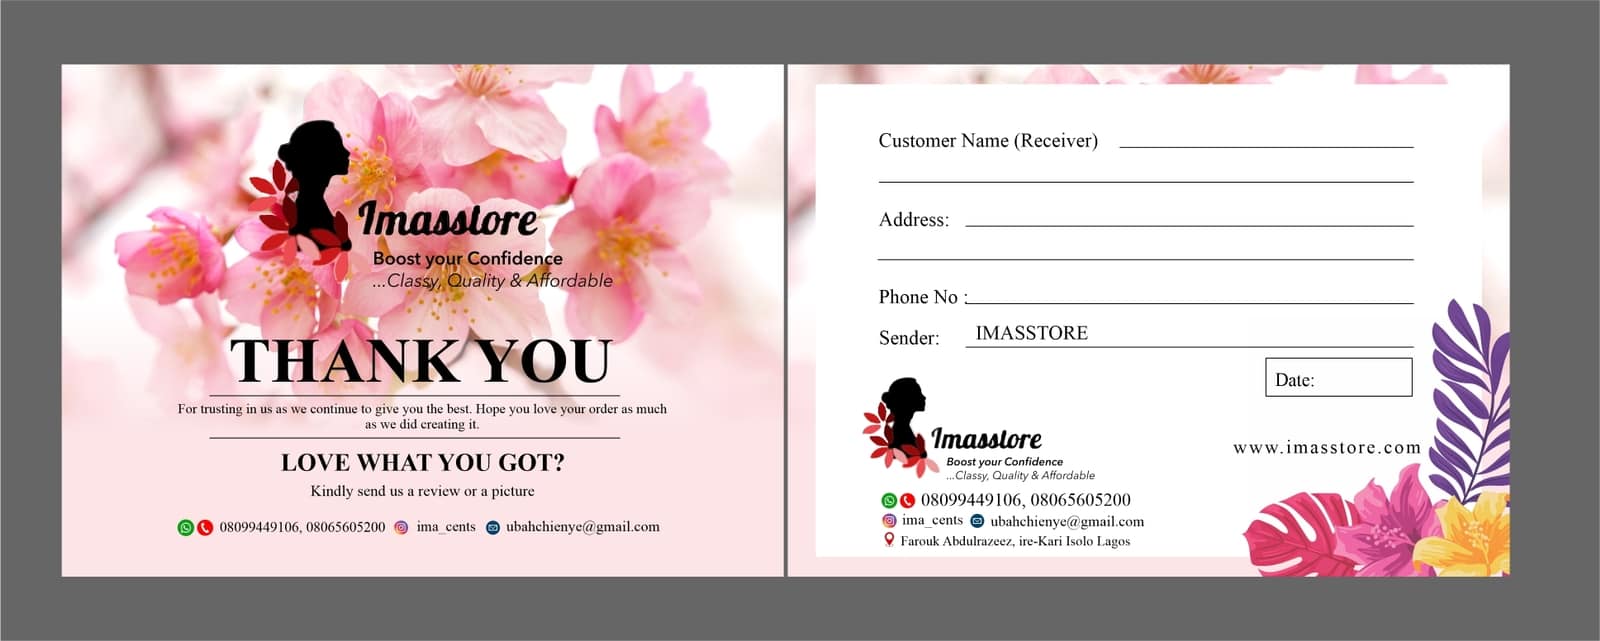 Imasstore
Boost your Confidence
...Classy, Quality & Affordable
THANK YOU
For trusting in us as we continue to give you the best. Hope you love your order as much
as we did creating it.
LOVE WHAT YOU GOT?
Kindly send us a review or a picture
08099449106, 08065605200 ima_cents ubahchienye@gmail.com
Customer Name (Receiver)
Address:
Phone No :
Sender: IMASSTORE
Date:
www.imasstore.com
Imasstore
Boost your Confidence
...Classy, Quality & Affordable
08099449106, 08065605200
ima_cents ubahchienye@gmail.com
Farouk Abdulrazeez, ire-Kari Isolo Lagos